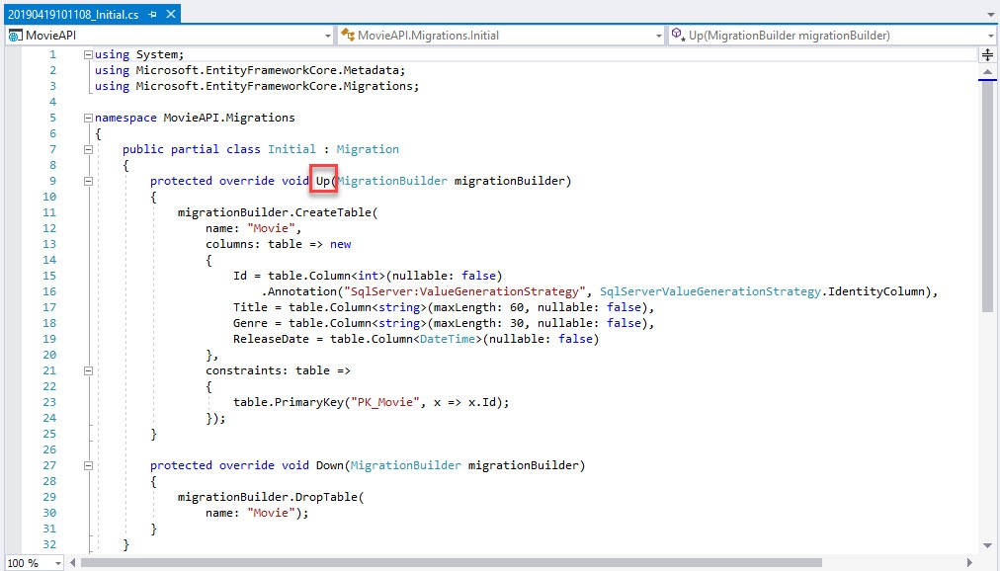 20190419101108_Initial.cs
MovieAPI MovieAPI.Migrations.Initial Up(MigrationBuilder migrationBuilder)
1 using System;
2 using Microsoft.EntityFrameworkCore.Metadata;
3 using Microsoft.EntityFrameworkCore.Migrations;
4
5 namespace MovieAPI.Migrations
6 {
7 public partial class Initial : Migration
8 {
9 protected override void Up(MigrationBuilder migrationBuilder)
10 {
11 migrationBuilder.CreateTable(
12 name: "Movie",
13 columns: table => new
14 {
15 Id = table.Column<int>(nullable: false)
16 .Annotation("SqlServer:ValueGenerationStrategy", SqlServerValueGenerationStrategy.IdentityColumn),
17 Title = table.Column<string>(maxLength: 60, nullable: false),
18 Genre = table.Column<string>(maxLength: 30, nullable: false),
19 ReleaseDate = table.Column<DateTime>(nullable: false)
20 },
21 constraints: table =>
22 {
23 table.PrimaryKey("PK_Movie", x => x.Id);
24 });
25 }
26
27 protected override void Down(MigrationBuilder migrationBuilder)
28 {
29 migrationBuilder.DropTable(
30 name: "Movie");
31 }
32 }
100 %